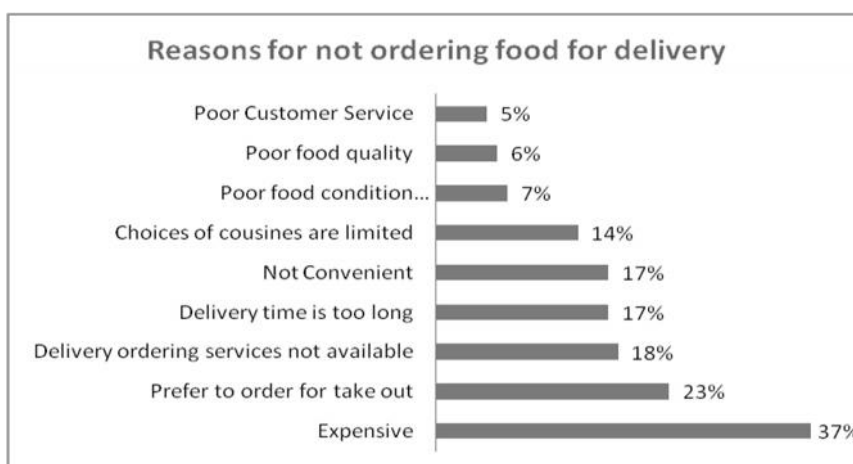 Reasons for not ordering food for delivery
Poor Customer Service 5%
Poor food quality 6%
Poor food condition... 7%
Choices of cousines are limited 14%
Not Convenient 17%
Delivery time is too long 17%
Delivery ordering services not available 18%
Prefer to order for take out 23%
Expensive 37%